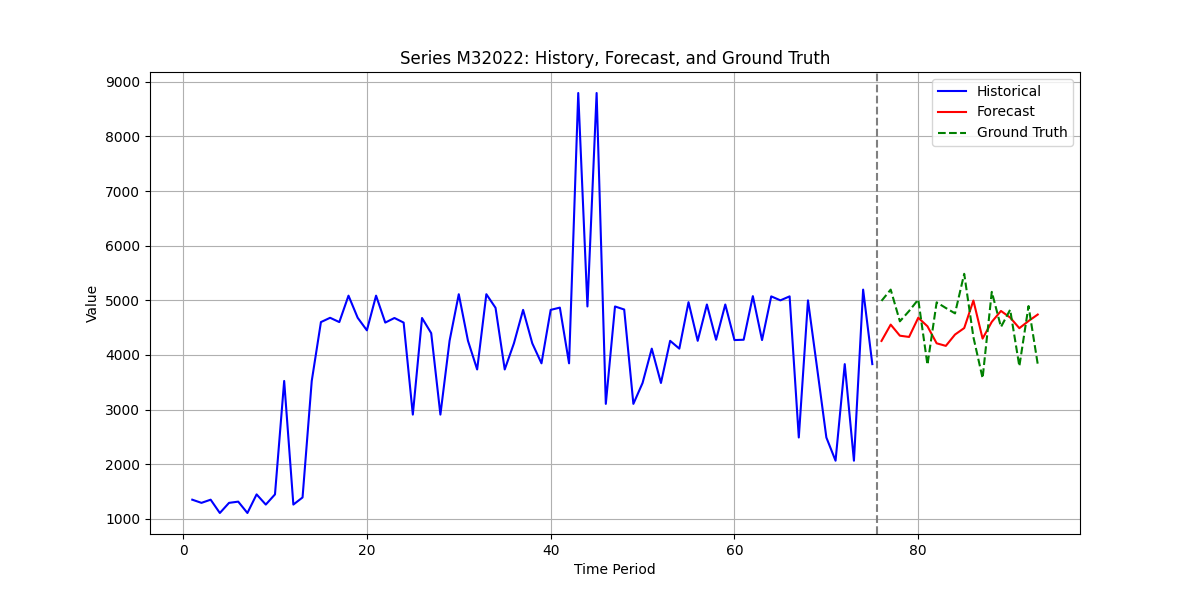 Series M32022: History, Forecast, and Ground Truth
9000
8000
7000
6000
5000
4000
3000
2000
1000
Value
0
20
40
60
80
Time Period
Historical
Forecast
Ground Truth